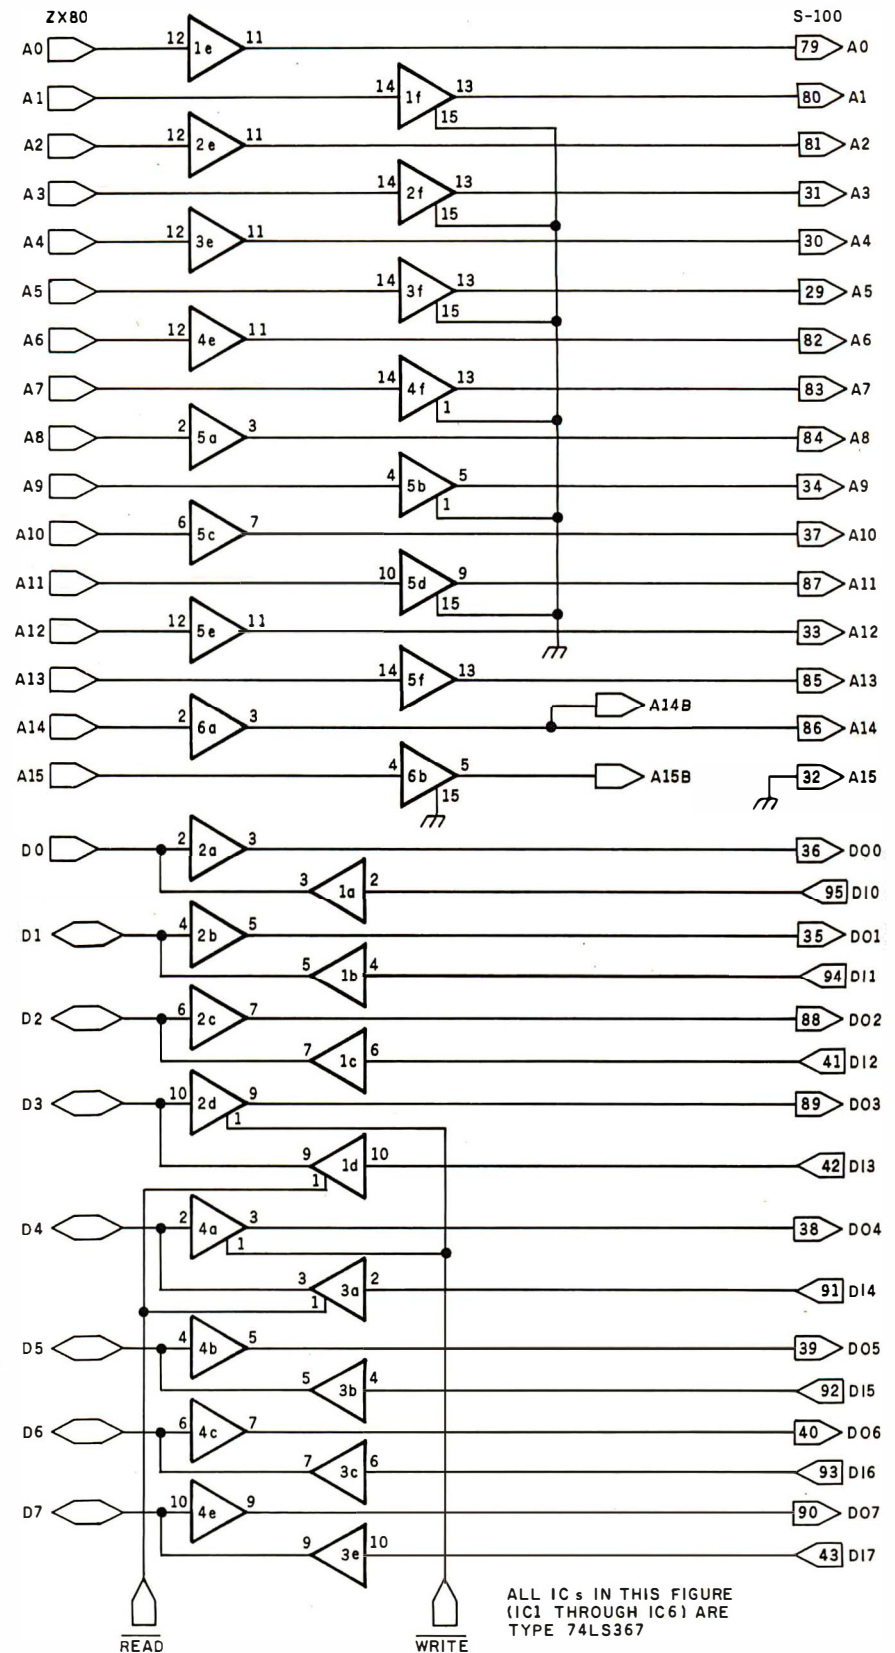 ZX80 S-100
A0 12 1e 11 79 A0
A1 14 1f 13 80 A1
15
A2 12 2e 11 81 A2
A3 14 2f 13 31 A3
15
A4 12 3e 11 30 A4
A5 14 3f 13 29 A5
15
A6 12 4e 11 82 A6
A7 14 4f 13 83 A7
1
A8 2 5a 3 84 A8
A9 4 5b 5 34 A9
1
A10 6 5c 7 37 A10
A11 10 5d 9 87 A11
15
A12 12 5e 11 33 A12
A13 14 5f 13 85 A13
A14B
A14 2 6a 3 86 A14
A15 4 6b 5 A15B 32 A15
15
D0 2 2a 3 36 DO0
3 1a 2 95 DI0
D1 4 2b 5 35 DO1
5 1b 4 94 DI1
D2 6 2c 7 88 DO2
7 1c 6 41 DI2
D3 10 2d 9 89 DO3
1
9 1d 10 42 DI3
1
D4 2 4a 3 38 DO4
1
3 3a 2 91 DI4
1
D5 4 4b 5 39 DO5
5 3b 4 92 DI5
D6 6 4c 7 40 DO6
7 3c 6 93 DI6
D7 10 4e 9 90 DO7
9 3e 10 43 DI7
READ WRITE
ALL ICs IN THIS FIGURE
(IC1 THROUGH IC6) ARE
TYPE 74LS367